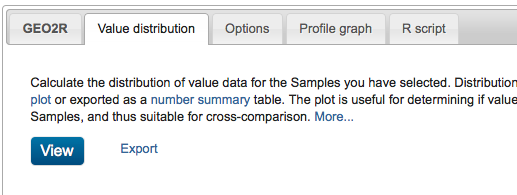 GEO2R Value distribution Options Profile graph R script
Calculate the distribution of value data for the Samples you have selected. Distribution
plot or exported as a number summary table. The plot is useful for determining if value
Samples, and thus suitable for cross-comparison. More...
View Export